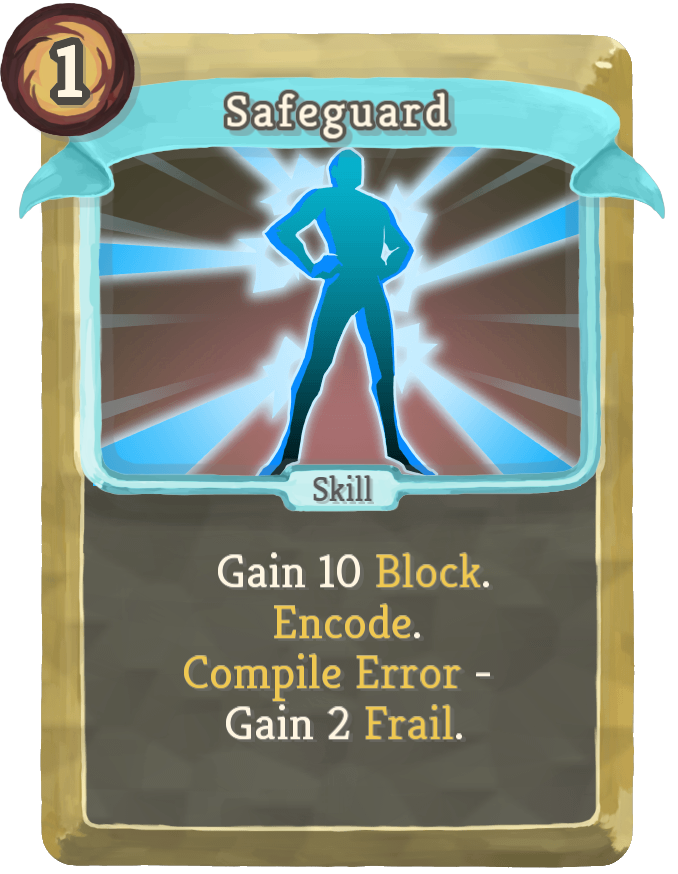 1
Safeguard
Skill
Gain 10 Block.
Encode.
Compile Error -
Gain 2 Frail.